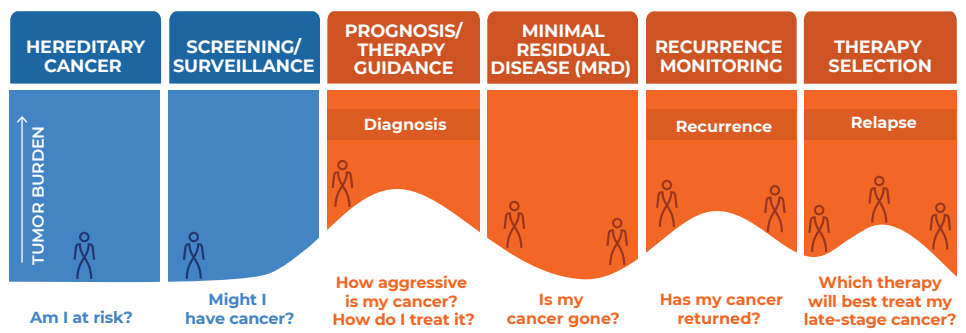 HEREDITARY
CANCER
SCREENING/
SURVEILLANCE
PROGNOSIS/
THERAPY
GUIDANCE
MINIMAL
RESIDUAL
DISEASE (MRD)
RECURRENCE
MONITORING
THERAPY
SELECTION
TUMOR BURDEN
Diagnosis
Recurrence
Relapse
Am I at risk?
Might I
have cancer?
How aggressive
is my cancer?
How do I treat it?
Is my
cancer gone?
Has my cancer
returned?
Which therapy
will best treat my
late-stage cancer?